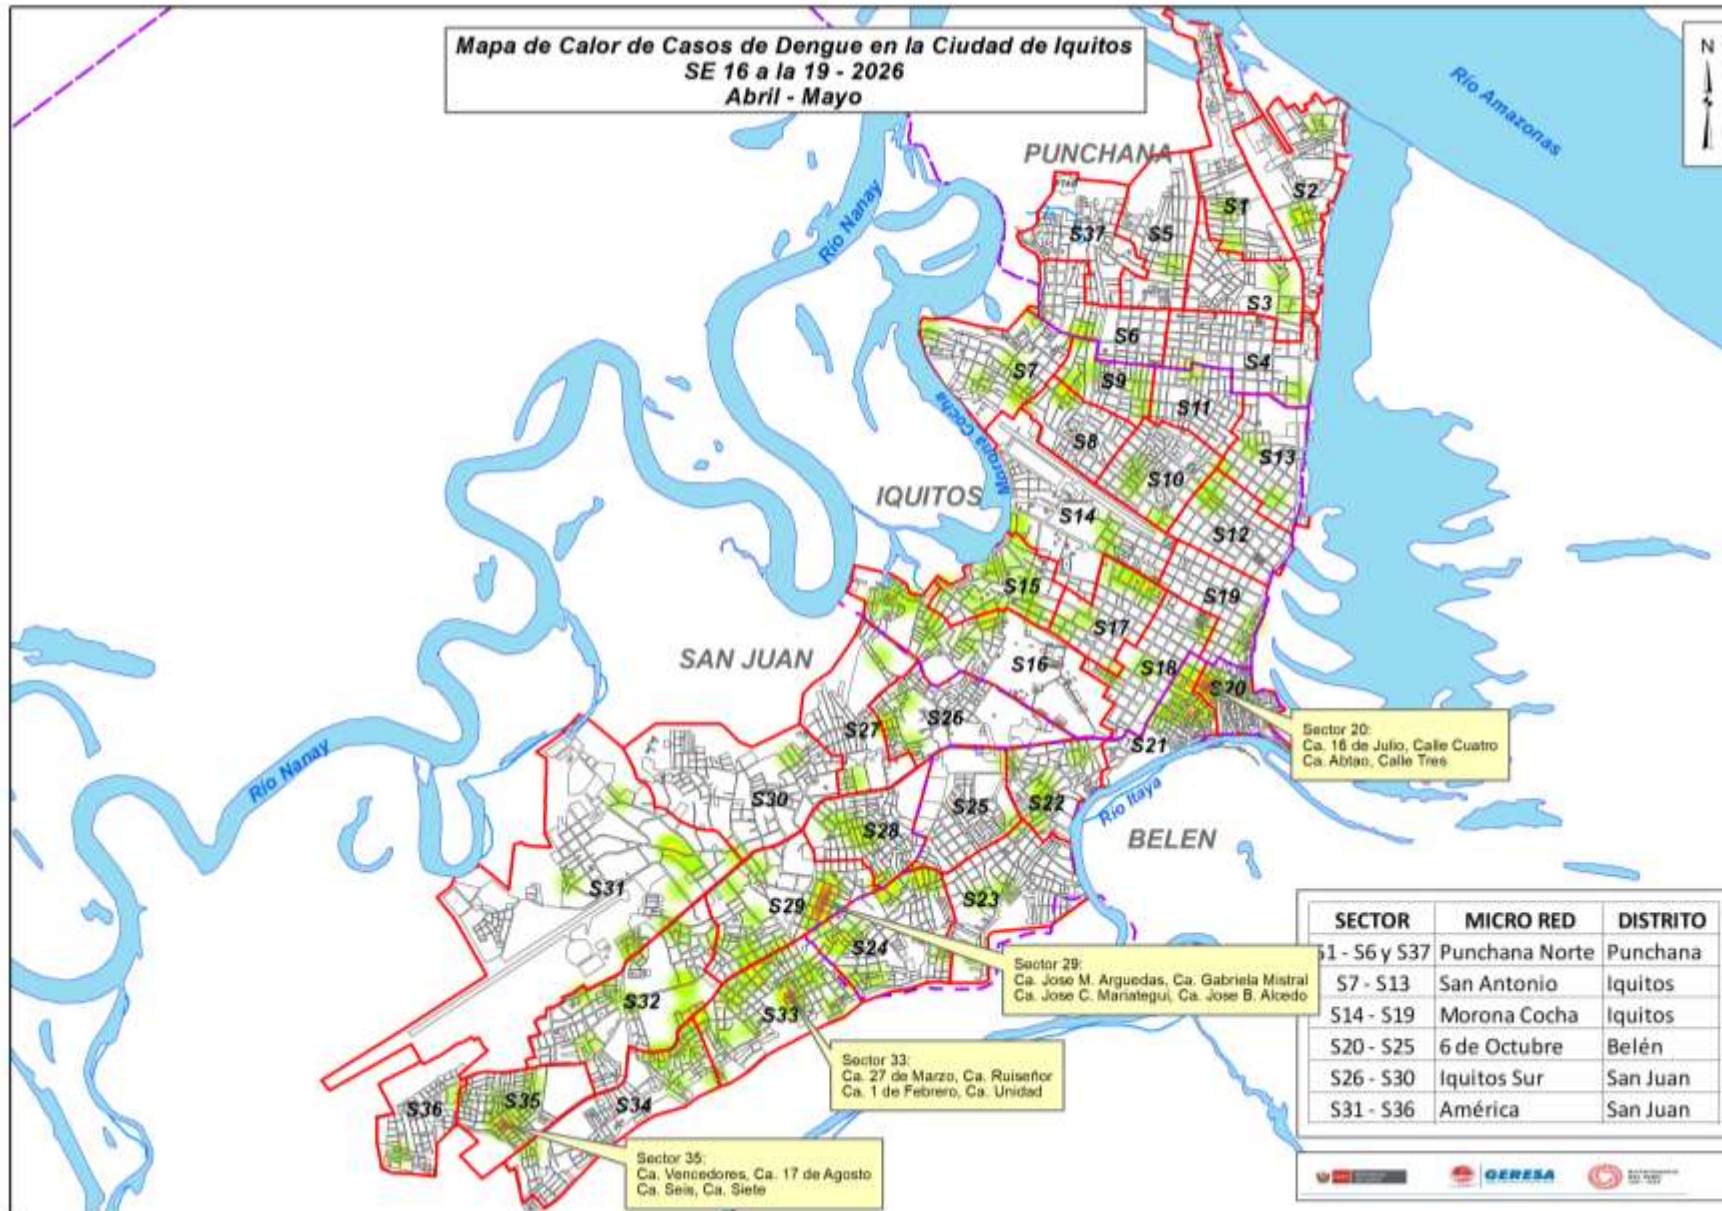 Mapa de Calor de Casos de Dengue en la Ciudad de Iquitos
SE 16 a la 19 - 2026
Abril - Mayo
N
Río Amazonas
PUNCHANA
Río Nanay
S2
S1
S37
S5
S3
S6
S4
S7
S9
S11
Morona Cocha
S8
S13
S10
IQUITOS
S14
S12
S15
S19
S17
SAN JUAN
S16
S18
S20
S26
S27
S21
Sector 20:
Ca. 16 de Julio, Calle Cuatro
Ca. Abtao, Calle Tres
Río Nanay
S30
S25
S22
Río Itaya
S28
BELEN
S31
S29
S23
S24
Sector 29:
Ca. Jose M. Arguedas, Ca. Gabriela Mistral
Ca. Jose C. Mariategui, Ca. Jose B. Alcedo
S32
S33
Sector 33:
Ca. 27 de Marzo, Ca. Ruiseñor
Ca. 1 de Febrero, Ca. Unidad
S36
S35
S34
Sector 35:
Ca. Vencedores, Ca. 17 de Agosto
Ca. Seis, Ca. Siete
SECTOR MICRO RED DISTRITO
S1 - S6 y S37 Punchana Norte Punchana
S7 - S13 San Antonio Iquitos
S14 - S19 Morona Cocha Iquitos
S20 - S25 6 de Octubre Belén
S26 - S30 Iquitos Sur San Juan
S31 - S36 América San Juan
GERESA